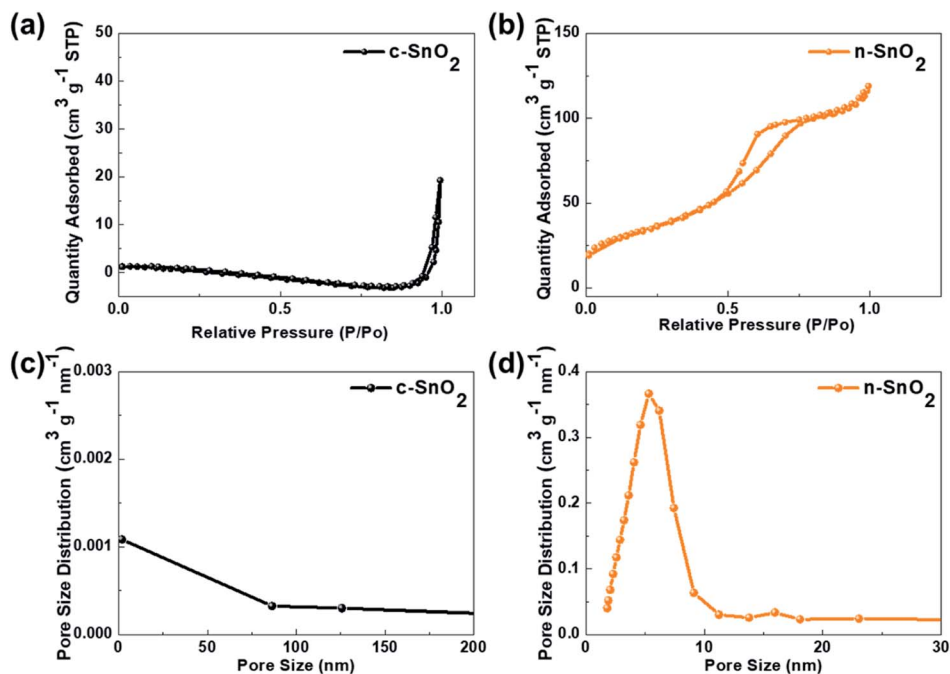 (a)
50
40
30
20
10
0
0.0
0.5
1.0
Quantity Adsorbed (cm³ g⁻¹ STP)
Relative Pressure (P/Po)
c-SnO₂
(b)
150
100
50
0
0.0
0.5
1.0
Quantity Adsorbed (cm³ g⁻¹ STP)
Relative Pressure (P/Po)
n-SnO₂
(c)
0.003
0.002
0.001
0.000
0
50
100
150
200
Pore Size Distribution (cm³ g⁻¹ nm⁻¹)
Pore Size (nm)
c-SnO₂
(d)
0.4
0.3
0.2
0.1
0.0
0
10
20
30
Pore Size Distribution (cm³ g⁻¹ nm⁻¹)
Pore Size (nm)
n-SnO₂